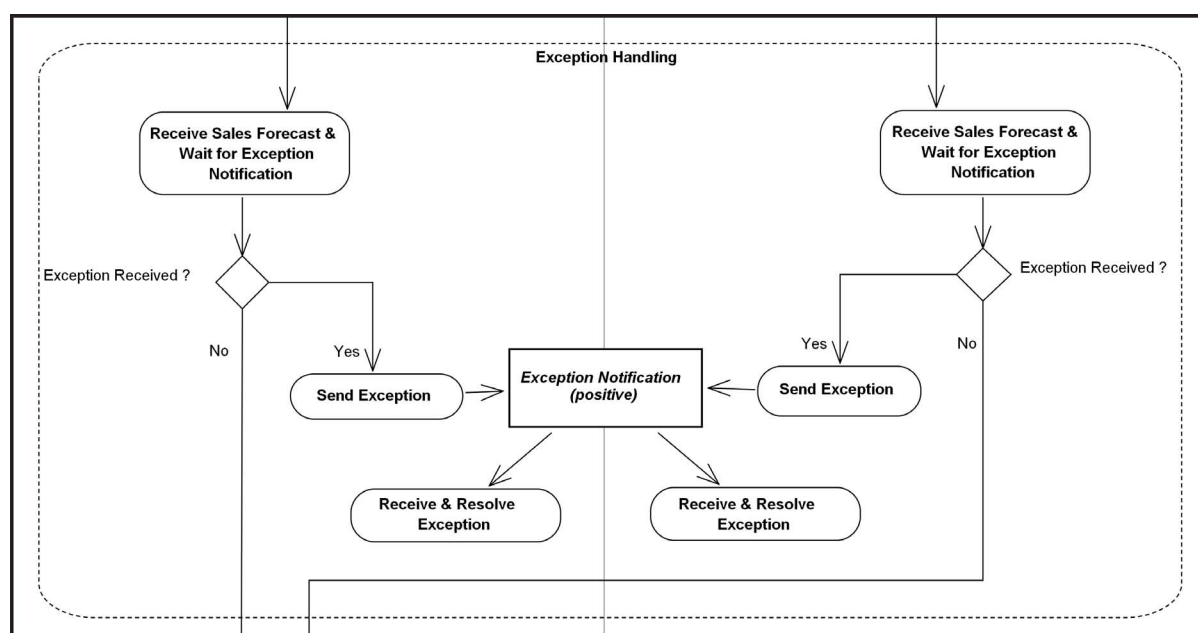 Exception Handling
Receive Sales Forecast &
Wait for Exception
Notification
Receive Sales Forecast &
Wait for Exception
Notification
Exception Received ?
Exception Received ?
No
Yes
Yes
No
Exception Notification
(positive)
Send Exception
Send Exception
Receive & Resolve
Exception
Receive & Resolve
Exception